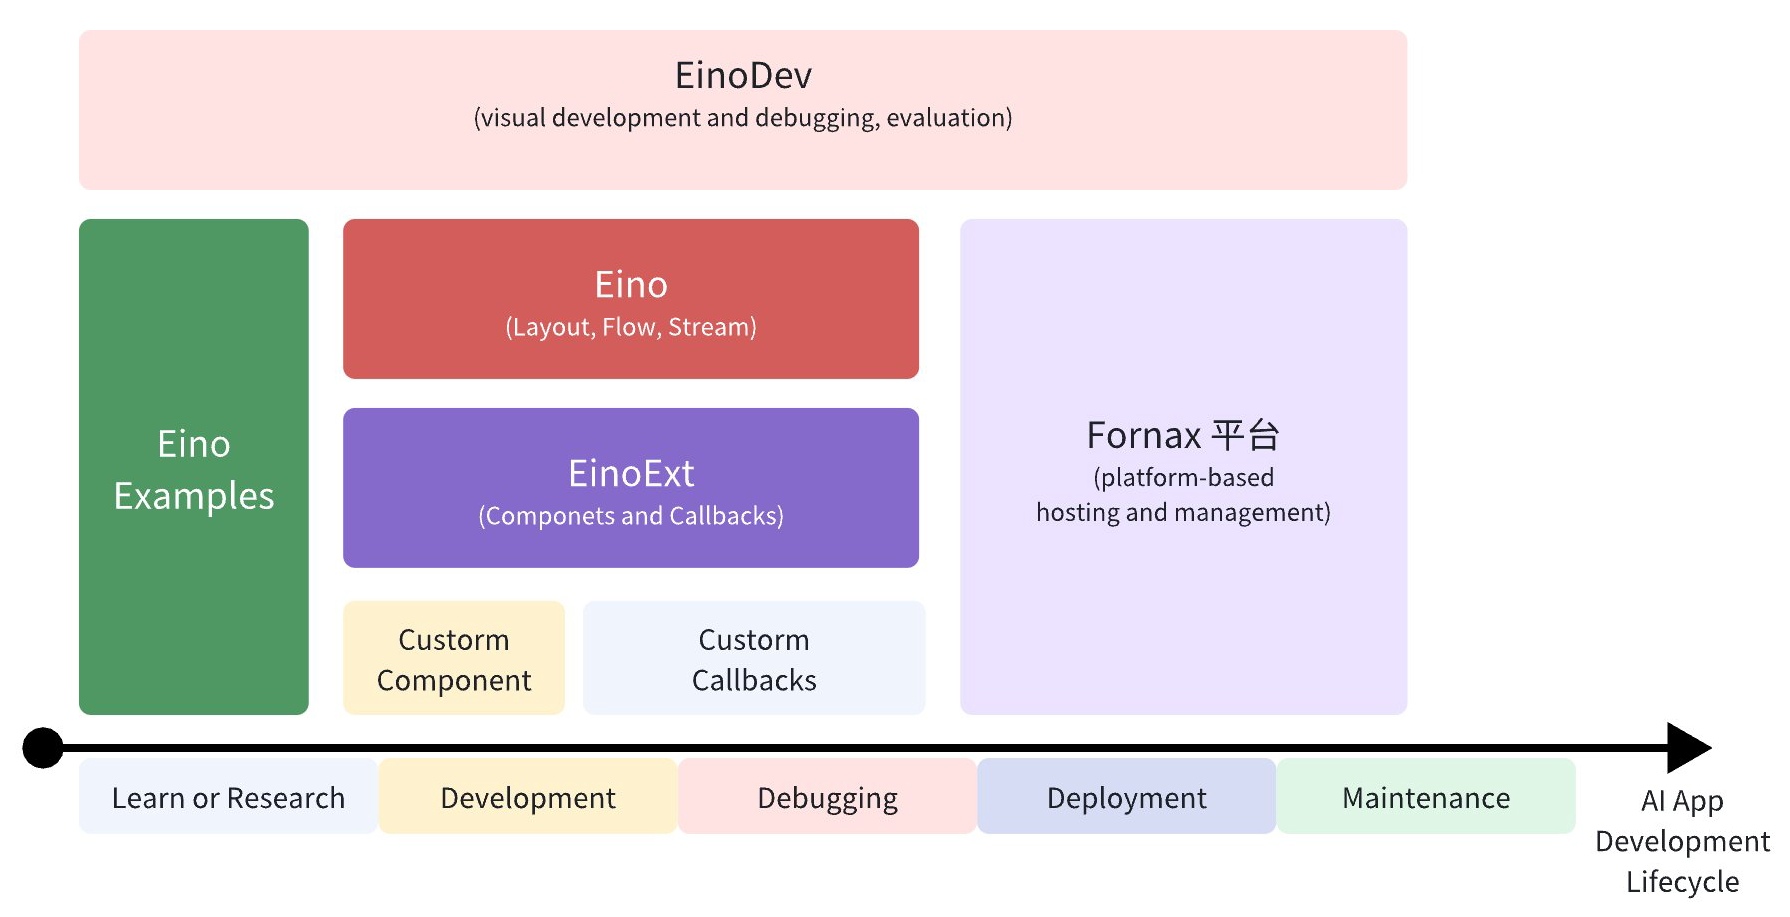 EinoDev
(visual development and debugging, evaluation)
Eino
Examples
Eino
(Layout, Flow, Stream)
EinoExt
(Componets and Callbacks)
Custorm
Component
Custorm
Callbacks
Fornax 平台
(platform-based
hosting and management)
Learn or Research
Development
Debugging
Deployment
Maintenance
AI App
Development
Lifecycle